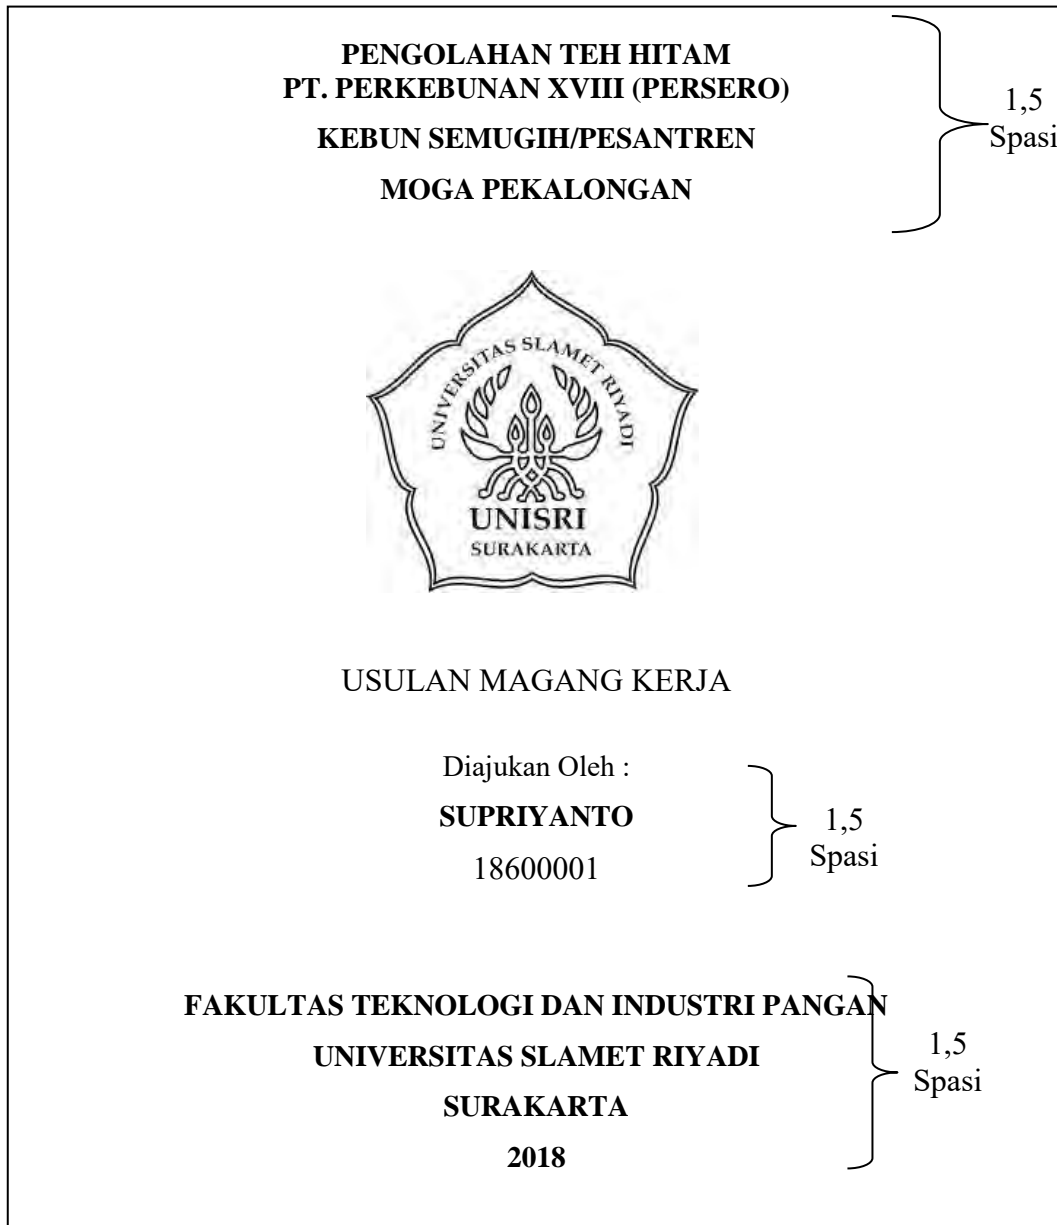 PENGOLAHAN TEH HITAM
PT. PERKEBUNAN XVIII (PERSERO)
KEBUN SEMUGIH/PESANTREN
MOGA PEKALONGAN
1,5
Spasi
UNIVERSITAS SLAMET RIYADI
UNISRI
SURAKARTA
USULAN MAGANG KERJA
Diajukan Oleh :
SUPRIYANTO
18600001
1,5
Spasi
FAKULTAS TEKNOLOGI DAN INDUSTRI PANGAN
UNIVERSITAS SLAMET RIYADI
SURAKARTA
2018
1,5
Spasi